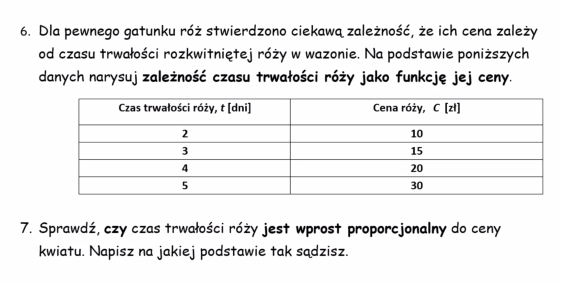 6. Dla pewnego gatunku róż stwierdzono ciekawą zależność, że ich cena zależy
od czasu trwałości rozkwitniętej róży w wazonie. Na podstawie poniższych
danych narysuj zależność czasu trwałości róży jako funkcję jej ceny.
Czas trwałości róży, t [dni] Cena róży, C [zł]
2 10
3 15
4 20
5 30
7. Sprawdź, czy czas trwałości róży jest wprost proporcjonalny do ceny
kwiatu. Napisz na jakiej podstawie tak sądzisz.